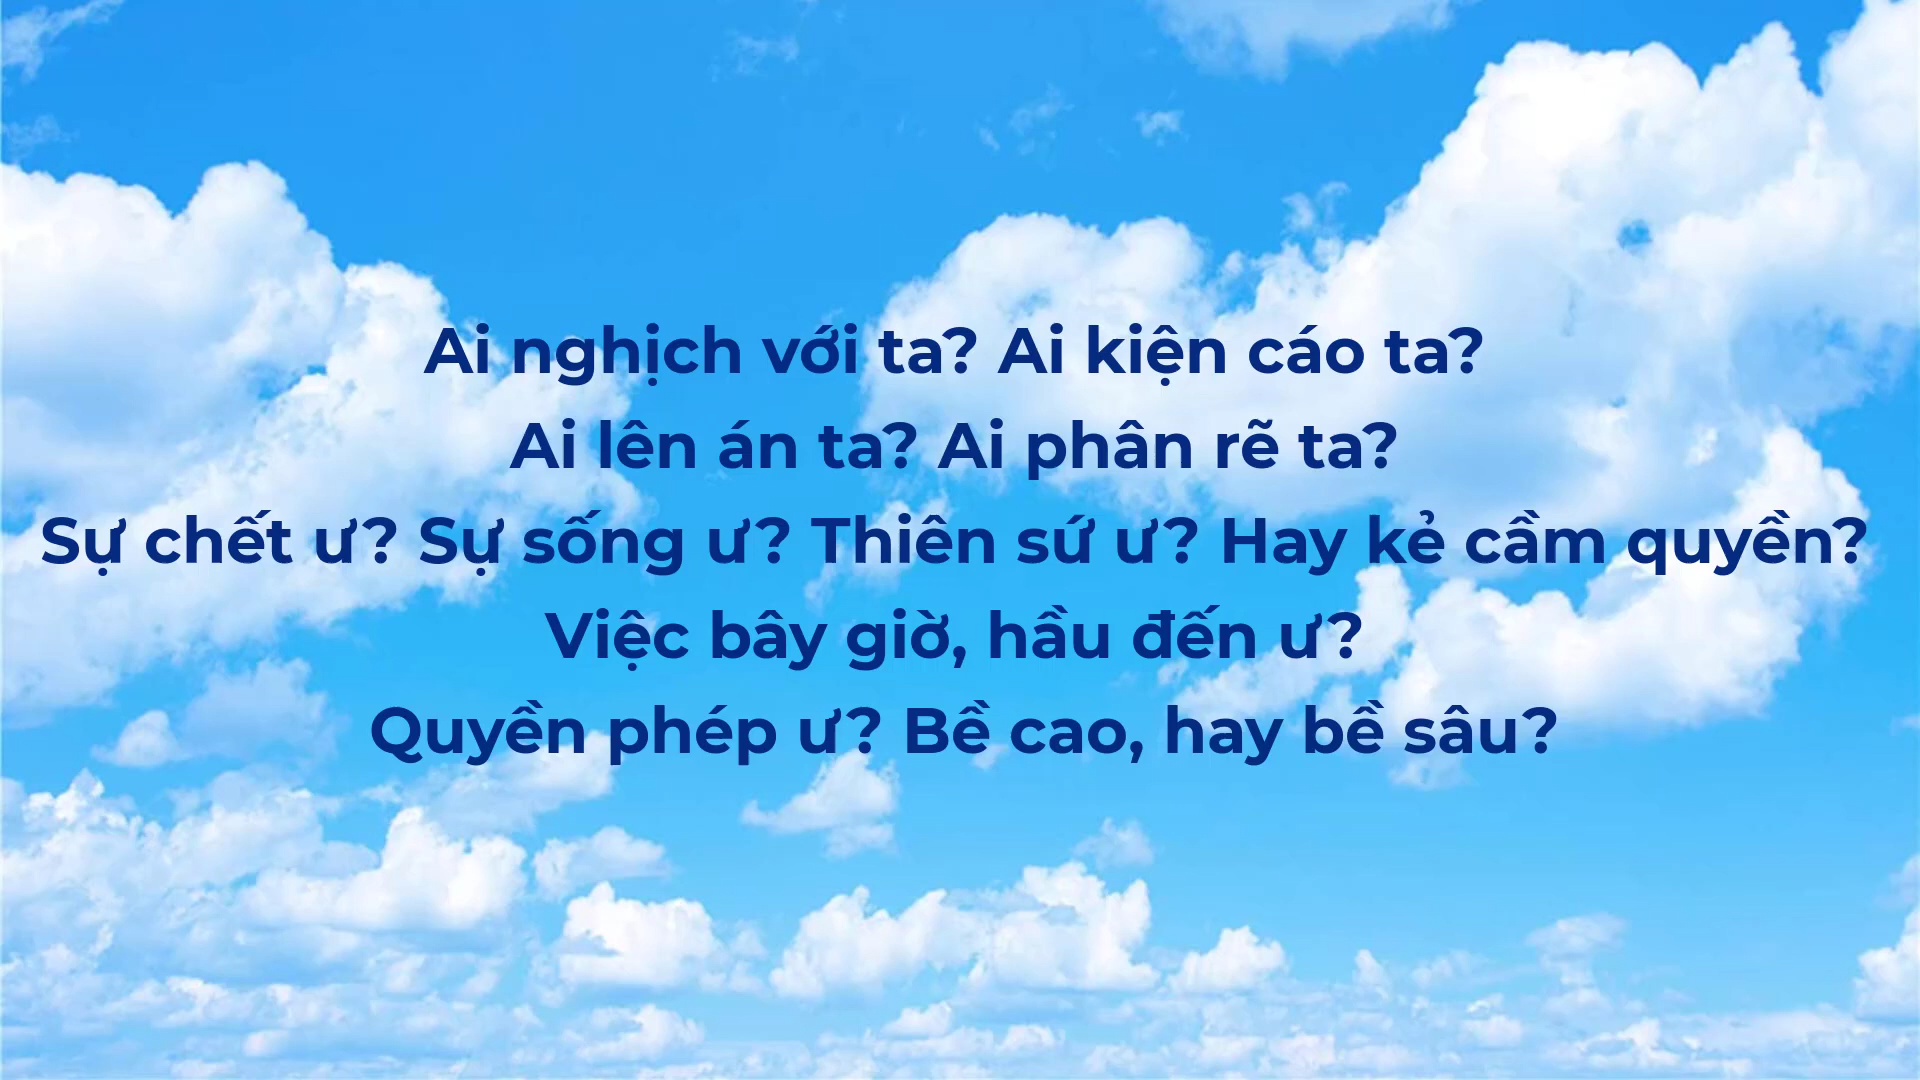 Ai nghịch với ta? Ai kiện cáo ta?
Ai lên án ta? Ai phân rẽ ta?
Sự chết ư? Sự sống ư? Thiên sứ ư? Hay kẻ cầm quyền?
Việc bây giờ, hầu đến ư?
Quyền phép ư? Bề cao, hay bề sâu?